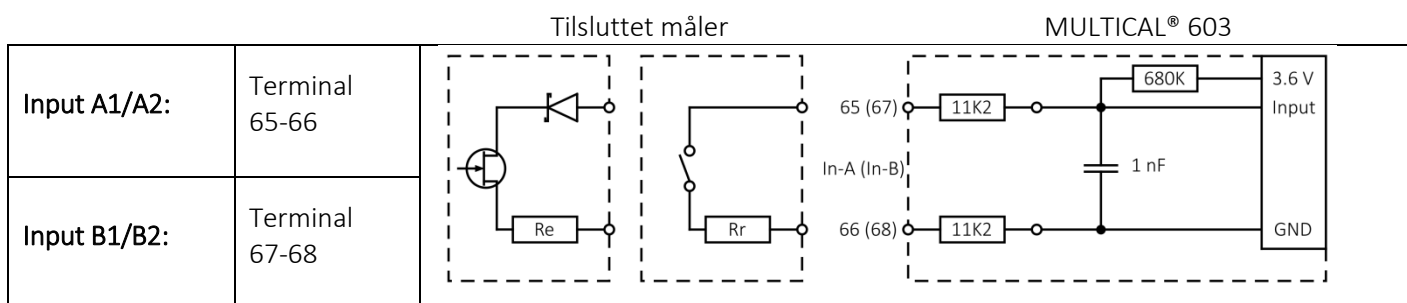 Tilsluttet måler
MULTICAL® 603
Input A1/A2:
Terminal
65-66
Input B1/B2:
Terminal
67-68
Re
Rr
65 (67)
11K2
In-A (In-B)
66 (68)
11K2
680K
1 nF
3.6 V
Input
GND